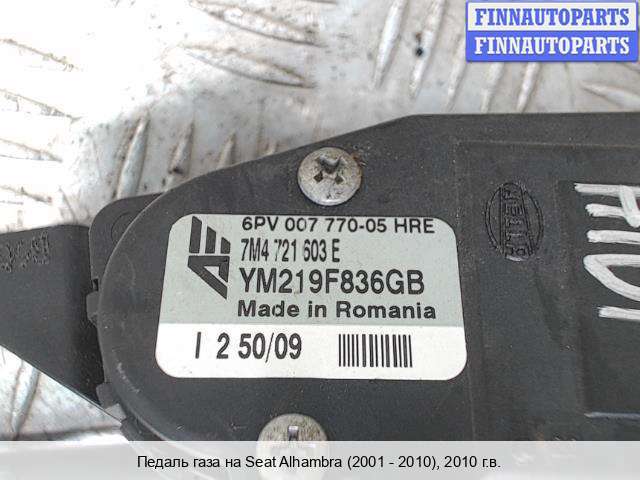 FINNAUTOPARTS
FINNAUTOPARTS
6PV 007 770-05 HRE
7M4 721 603 E
YM219F836GB
Made in Romania
I 2 50/09
HELLA
Педаль газа на Seat Alhambra (2001 - 2010), 2010 г.в.